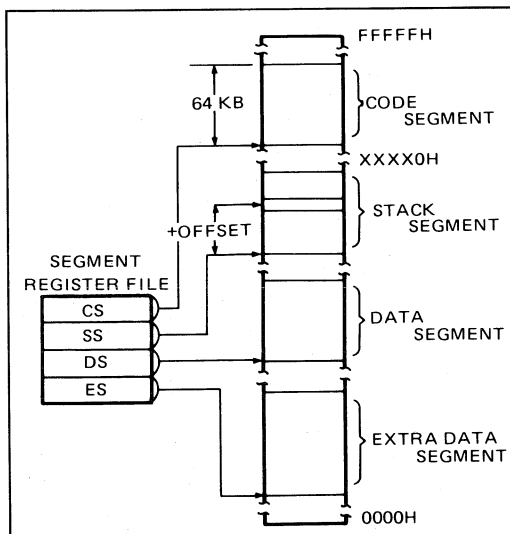 FFFFFH
64 KB
CODE
SEGMENT
XXXX0H
STACK
SEGMENT
+OFFSET
SEGMENT
REGISTER FILE
CS
SS
DS
ES
DATA
SEGMENT
EXTRA DATA
SEGMENT
0000H